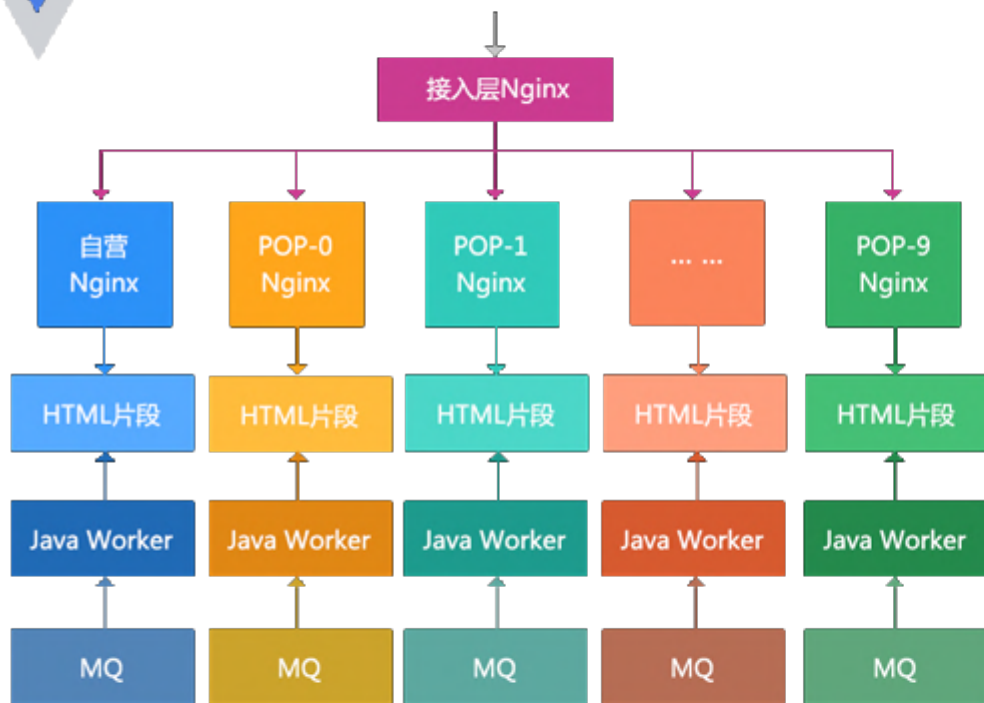 接入层Nginx
自营
Nginx
POP-0
Nginx
POP-1
Nginx
... ...
POP-9
Nginx
HTML片段
HTML片段
HTML片段
HTML片段
HTML片段
Java Worker
Java Worker
Java Worker
Java Worker
Java Worker
MQ
MQ
MQ
MQ
MQ